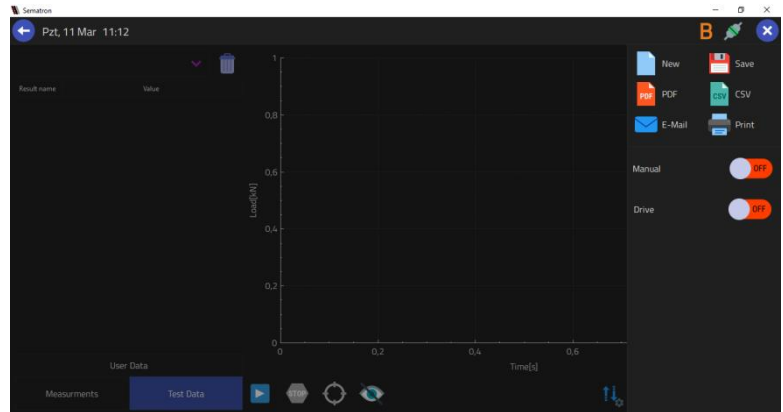 Sematron
Pzt, 11 Mar 11:12
B
Result name Value
User Data
Measurments Test Data
1
0,8
0,6
0,4
0,2
0
Load[kN]
0 0,2 0,4 0,6
Time[s]
STOP
New Save
PDF PDF CSV CSV
E-Mail Print
Manual OFF
Drive OFF